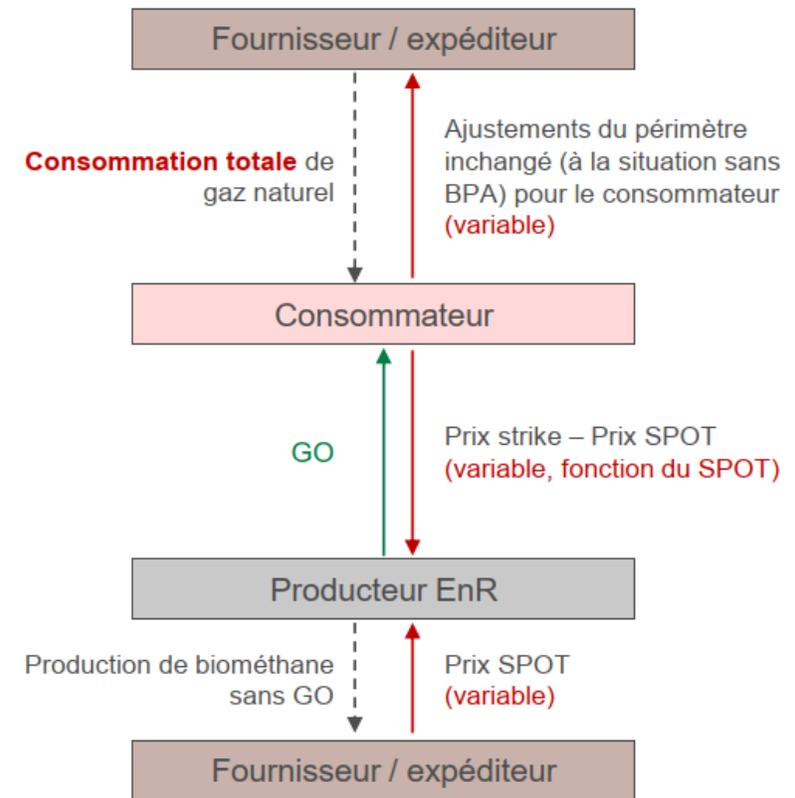 Fournisseur / expéditeur
Consommation totale de
gaz naturel
Ajustements du périmètre
inchangé (à la situation sans
BPA) pour le consommateur
(variable)
Consommateur
GO
Prix strike – Prix SPOT
(variable, fonction du SPOT)
Producteur EnR
Production de biométhane
sans GO
Prix SPOT
(variable)
Fournisseur / expéditeur